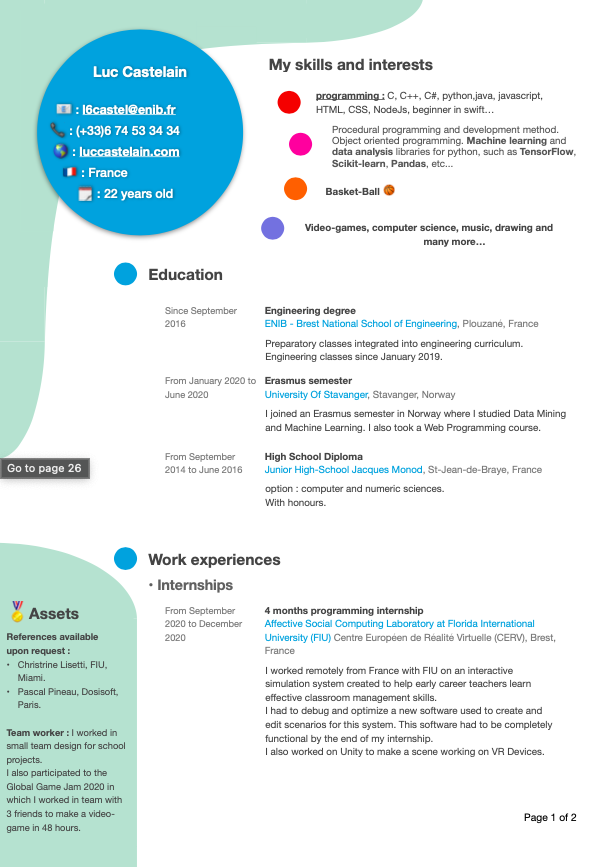 Luc Castelain
: l6castel@enib.fr
: (+33)6 74 53 34 34
: luccastelain.com
: France
: 22 years old
My skills and interests
programming : C, C++, C#, python,java, javascript,
HTML, CSS, NodeJs, beginner in swift…
Procedural programming and development method.
Object oriented programming. Machine learning and
data analysis libraries for python, such as TensorFlow,
Scikit-learn, Pandas, etc...
Basket-Ball
Video-games, computer science, music, drawing and
many more…
Education
Since September
2016
Engineering degree
ENIB - Brest National School of Engineering, Plouzané, France
Preparatory classes integrated into engineering curriculum.
Engineering classes since January 2019.
From January 2020 to
June 2020
Erasmus semester
University Of Stavanger, Stavanger, Norway
I joined an Erasmus semester in Norway where I studied Data Mining
and Machine Learning. I also took a Web Programming course.
From September
2014 to June 2016
High School Diploma
Junior High-School Jacques Monod, St-Jean-de-Braye, France
option : computer and numeric sciences.
With honours.
Go to page 26
Work experiences
• Internships
From September
2020 to December
2020
4 months programming internship
Affective Social Computing Laboratory at Florida International
University (FIU) Centre Européen de Réalité Virtuelle (CERV), Brest,
France
I worked remotely from France with FIU on an interactive
simulation system created to help early career teachers learn
effective classroom management skills.
I had to debug and optimize a new software used to create and
edit scenarios for this system. This software had to be completely
functional by the end of my internship.
I also worked on Unity to make a scene working on VR Devices.
Assets
References available
upon request :
• Christine Lisetti, FIU,
Miami.
• Pascal Pineau, Dosisoft,
Paris.
Team worker : I worked in
small team design for school
projects.
I also participated to the
Global Game Jam 2020 in
which I worked in team with
3 friends to make a video-
game in 48 hours.
Page 1 of 2